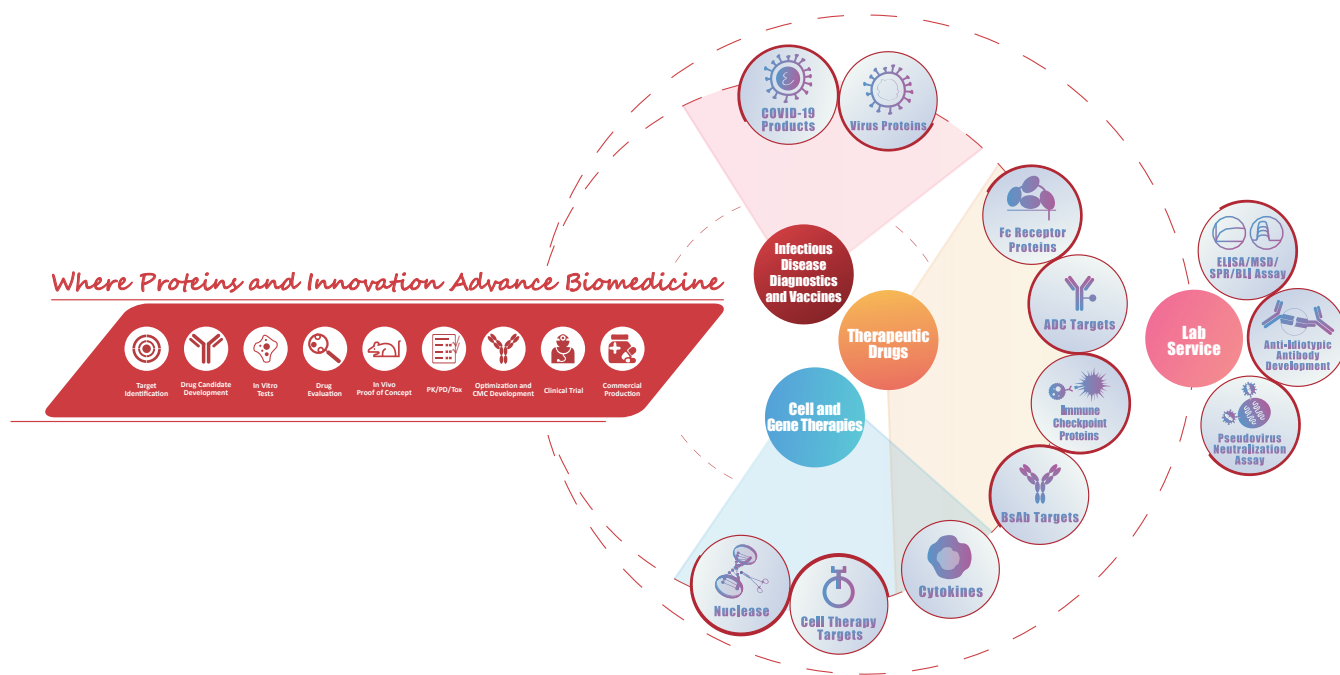 Where Proteins and Innovation Advance Biomedicine
Target
Identification
Drug Candidate
Development
In Vitro
Tests
Drug
Evaluation
In Vivo
Proof of Concept
PK/PD/Tox
Optimization and
CMC Development
Clinical Trial
Commercial
Production
COVID-19
Products
Virus Proteins
Infectious
Disease
Diagnostics
and Vaccines
Therapeutic
Drugs
Cell and
Gene Therapies
Fc Receptor
Proteins
ADC Targets
Immune
Checkpoint
Proteins
BsAb Targets
Cytokines
Cell Therapy
Targets
Nuclease
Lab
Service
ELISA/MSD/
SPR/BLI Assay
Anti-Idiotypic
Antibody
Development
Pseudovirus
Neutralization
Assay